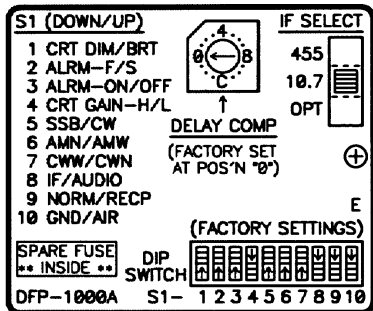 S1 (DOWN/UP)
1 CRT DIM/BRT
2 ALRM-F/S
3 ALRM-ON/OFF
4 CRT GAIN-H/L
5 SSB/CW
6 AMN/AMW
7 CWW/CWN
8 IF/AUDIO
9 NORM/RECP
10 GND/AIR
4
0 8
C
DELAY COMP
(FACTORY SET
AT POS'N "0")
IF SELECT
455
10.7
OPT
E
(FACTORY SETTINGS)
SPARE FUSE
** INSIDE **
DIP
SWITCH
DFP-1000A S1- 1 2 3 4 5 6 7 8 9 10